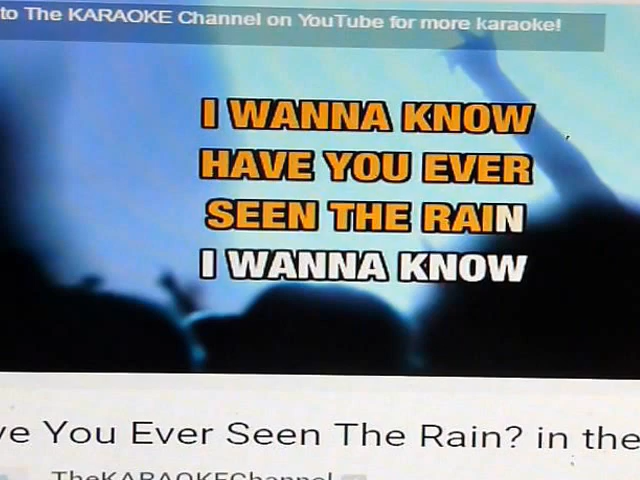 to The KARAOKE Channel on YouTube for more karaoke!
I WANNA KNOW
HAVE YOU EVER
SEEN THE RAIN
I WANNA KNOW
ve You Ever Seen The Rain? in the
TheKARAOKEChannel